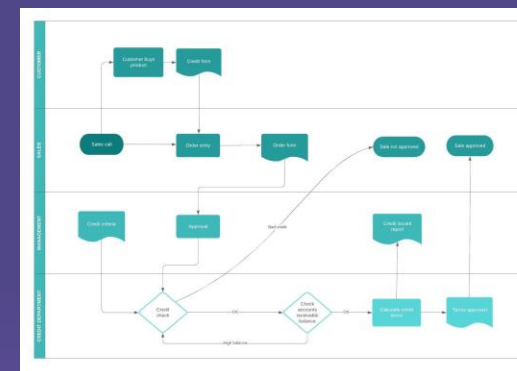 CUSTOMER
Customer Buys
product
Credit form
SALES
Sales call
Order entry
Order form
Sale not approved
Sale approved
MANAGEMENT
Credit criteria
Approval
Credit issued
report
Bad credit
CREDIT DEPARTMENT
Credit
check
OK
Check
accounts
receivable
balance
OK
Calculate credit
terms
High balance